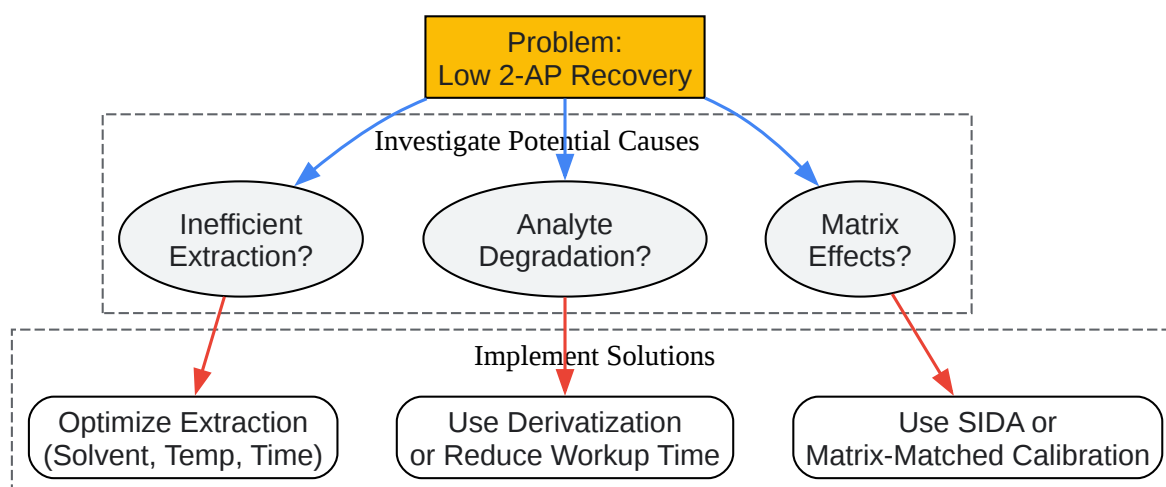 Problem:
Low 2-AP Recovery
Investigate Potential Causes
Inefficient
Extraction?
Analyte
Degradation?
Matrix
Effects?
Implement Solutions
Optimize Extraction
(Solvent, Temp, Time)
Use Derivatization
or Reduce Workup Time
Use SIDA or
Matrix-Matched Calibration